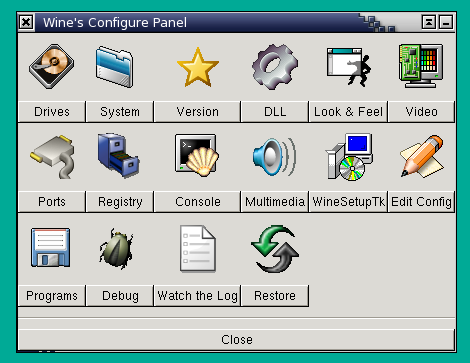 Wine's Configure Panel
Drives System Version DLL Look & Feel Video
Ports Registry Console Multimedia WineSetupTk Edit Config
Programs Debug Watch the Log Restore
Close